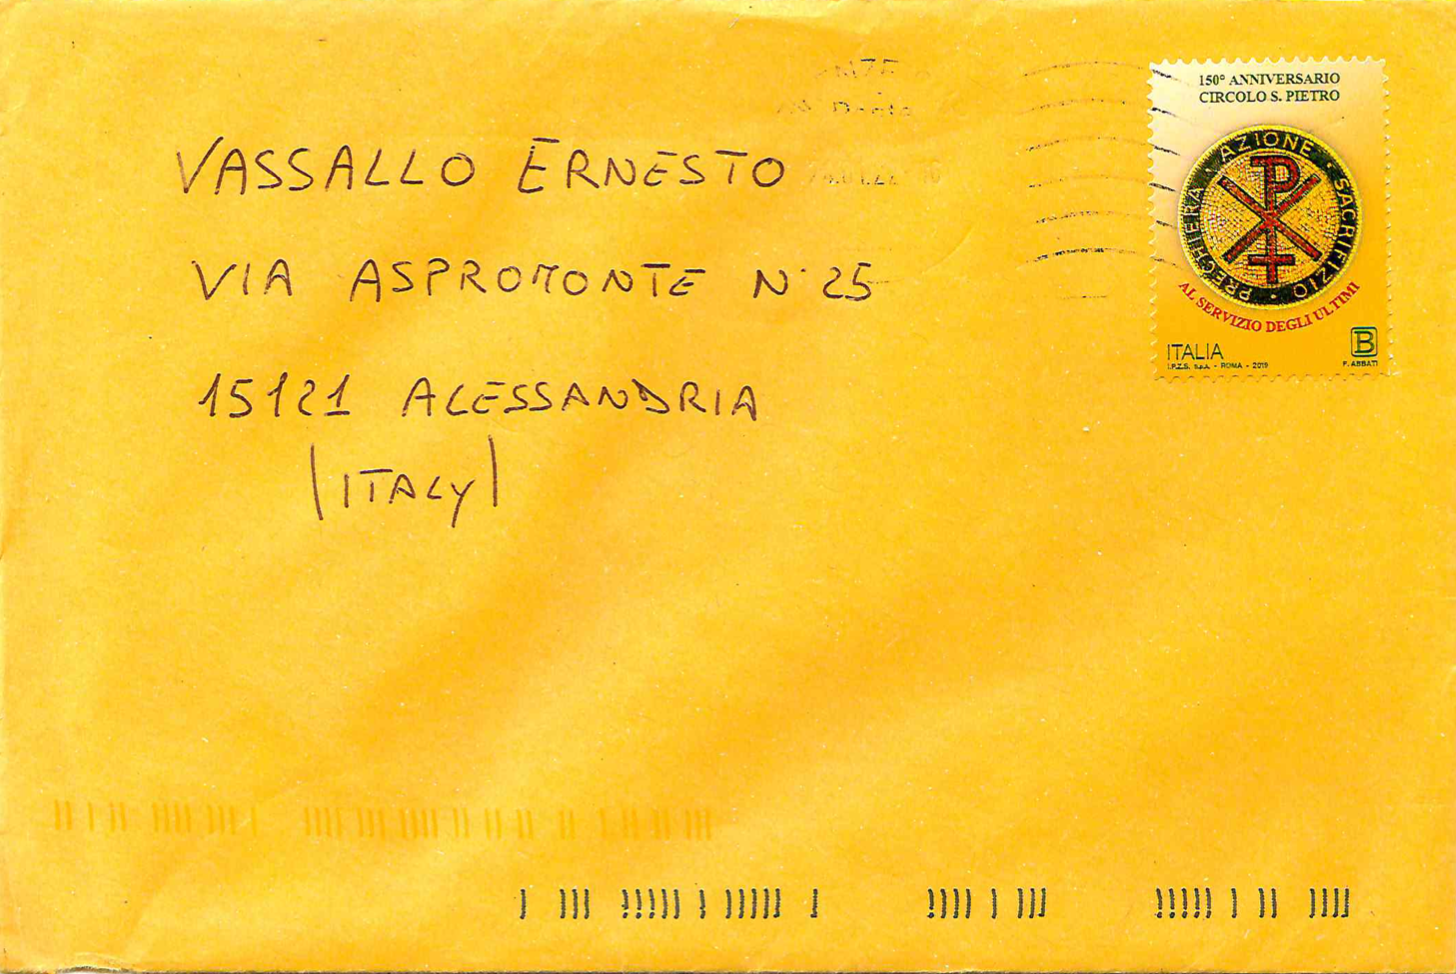 150° ANNIVERSARIO
CIRCOLO S. PIETRO
PREGHIERA · AZIONE · SACRIFIZIO ·
AL SERVIZIO DEGLI ULTIMI
ITALIA
B
I.P.Z.S. S.p.A. - ROMA - 2019
P. ABBATI
VASSALLO ERNESTO
VIA ASPROMONTE N° 25
15121 ALESSANDRIA
(ITALY)